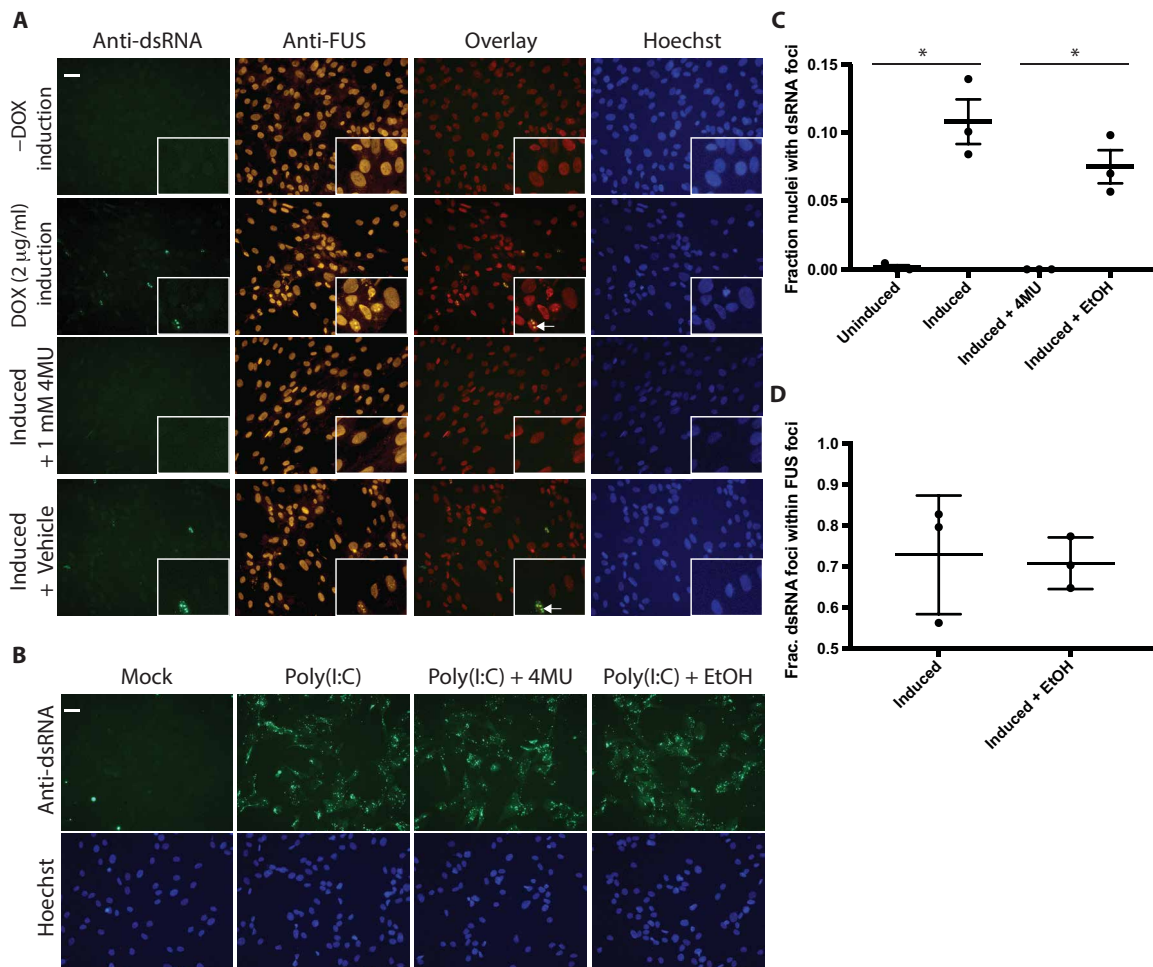 A
Anti-dsRNA Anti-FUS Overlay Hoechst
−DOX
induction
DOX (2 μg/ml)
induction
Induced
+ 1 mM 4MU
Induced
+ Vehicle
B
Mock Poly(I:C) Poly(I:C) + 4MU Poly(I:C) + EtOH
Anti-dsRNA
Hoechst
C
* *
Fraction nuclei with dsRNA foci
0.15
0.10
0.05
0.00
Uninduced
Induced
Induced + 4MU
Induced + EtOH
D
Frac. dsRNA foci within FUS foci
1.0
0.9
0.8
0.7
0.6
0.5
Induced
Induced + EtOH